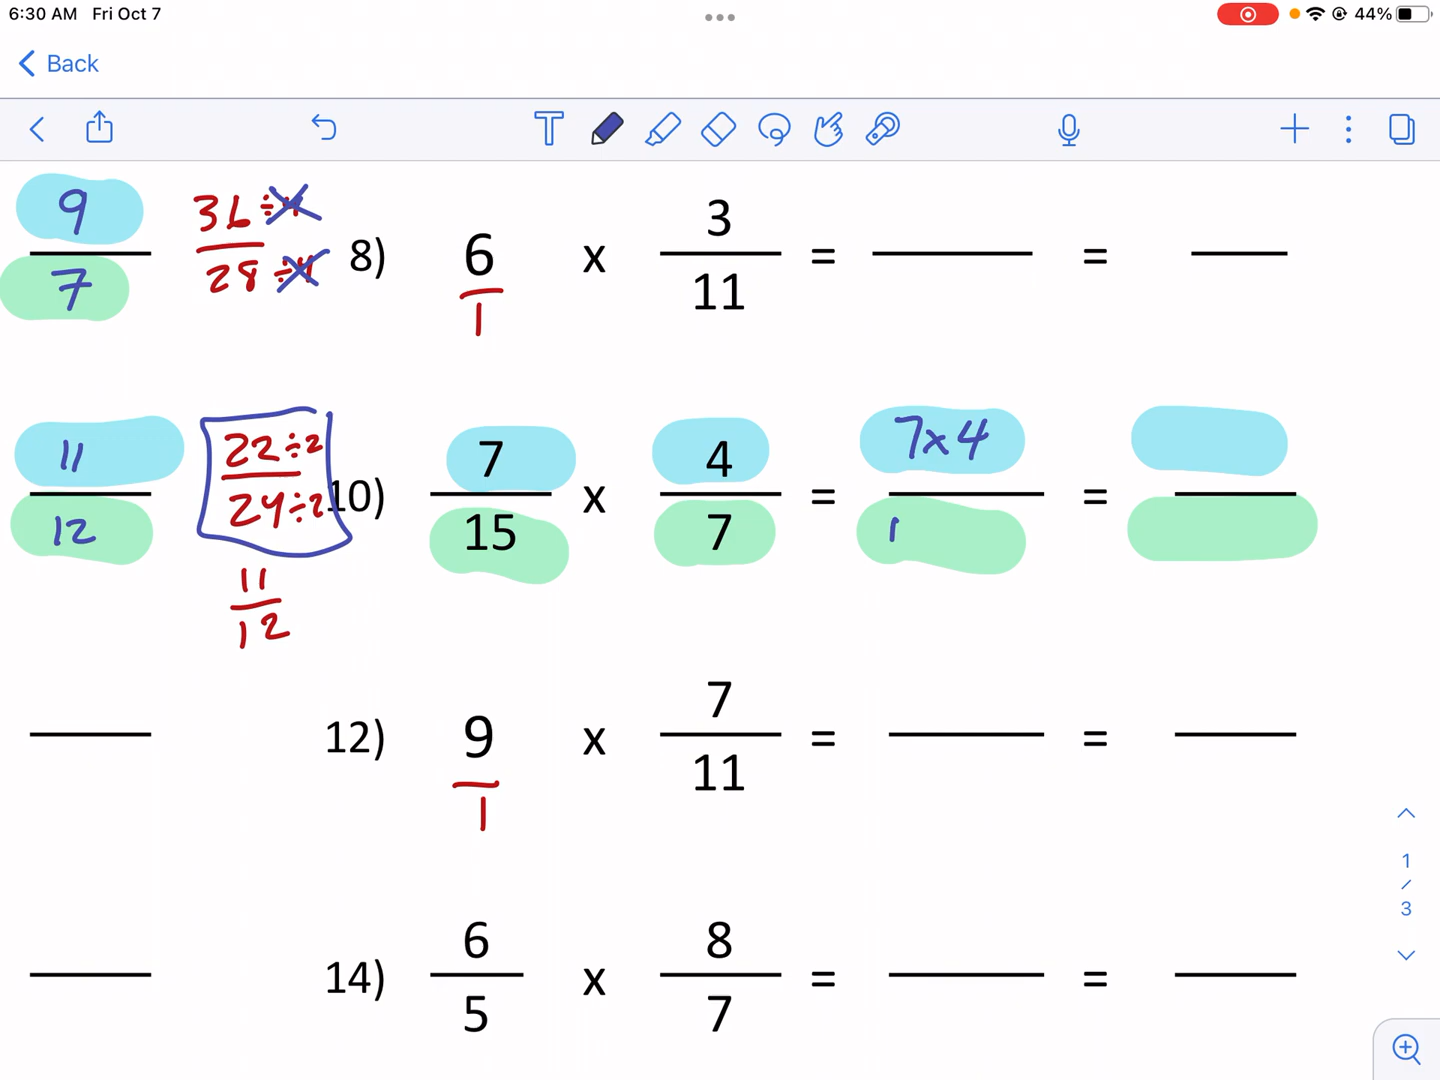 6:30 AM Fri Oct 7
44%
Back
9
7
36 ÷ 4
28 ÷ 4
8) 6 x 3 = =
1 11
11 22 ÷ 2
12 24 ÷ 2
11
12
10) 7 x 4 = 7x4 =
15 7 1
12) 9 x 7 = =
1 11
14) 6 x 8 = =
5 7
1
/
3